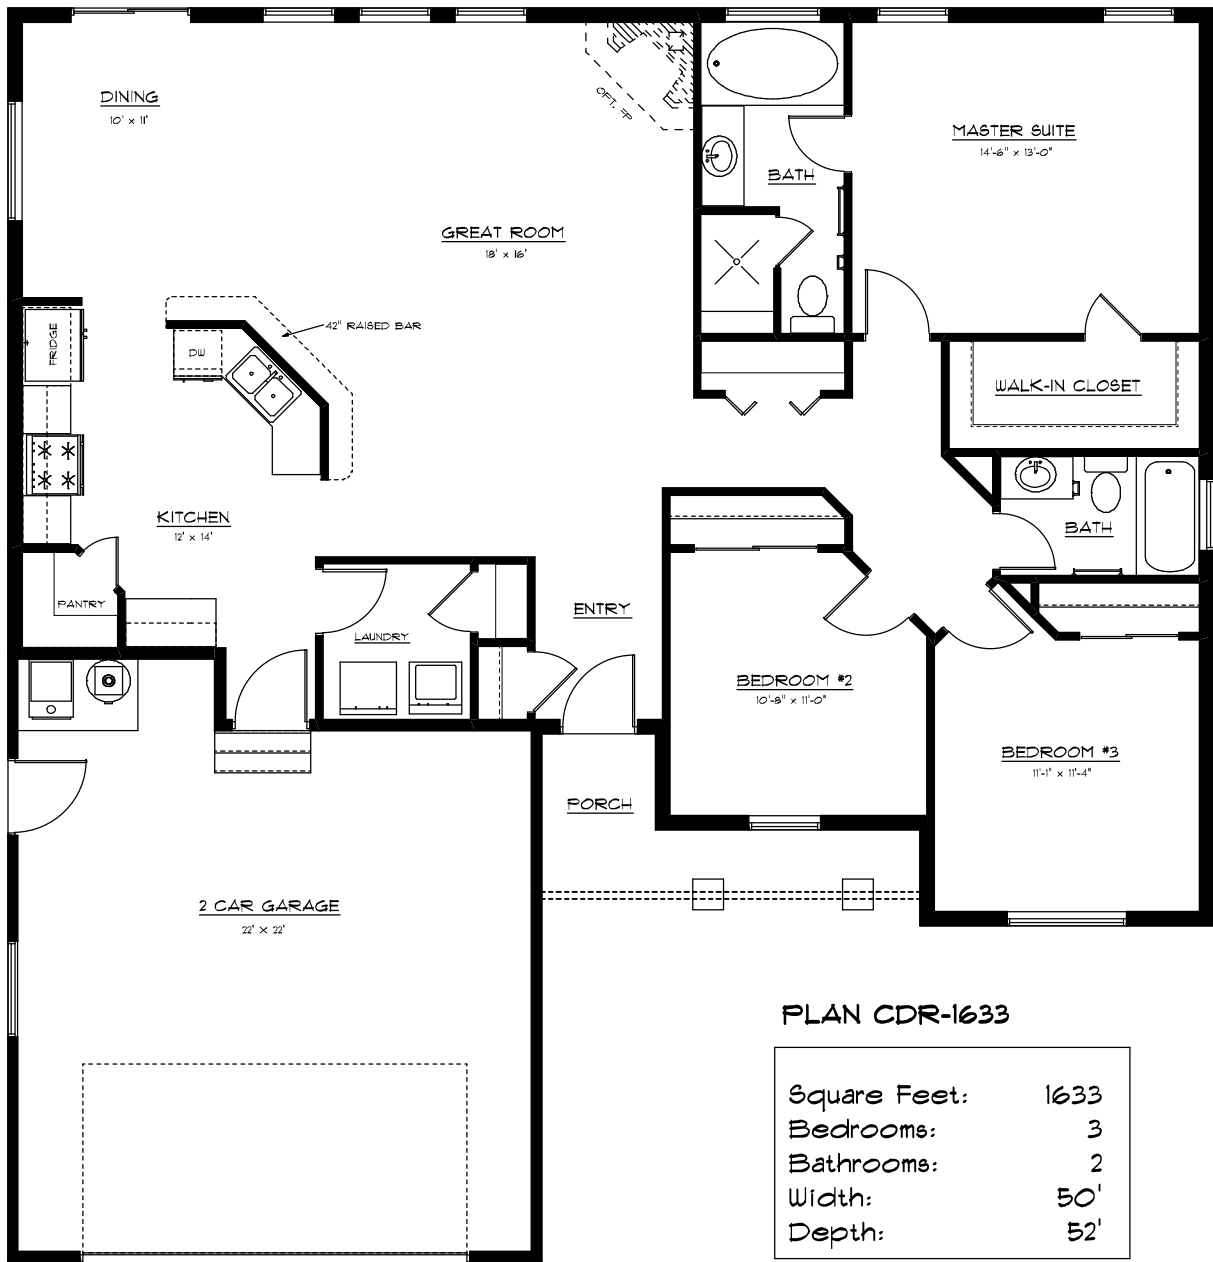 DINING
10' x 11'
OPT. FP
MASTER SUITE
14'-6" x 13'-0"
BATH
GREAT ROOM
18' x 16'
42" RAISED BAR
FRIDGE
DW
WALK-IN CLOSET
KITCHEN
12' x 14'
BATH
PANTRY
LAUNDRY
ENTRY
BEDROOM #2
10'-8" x 11'-0"
BEDROOM #3
11'-1" x 11'-4"
PORCH
2 CAR GARAGE
22' x 22'
PLAN CDR-1633
Square Feet: 1633
Bedrooms: 3
Bathrooms: 2
Width: 50'
Depth: 52'